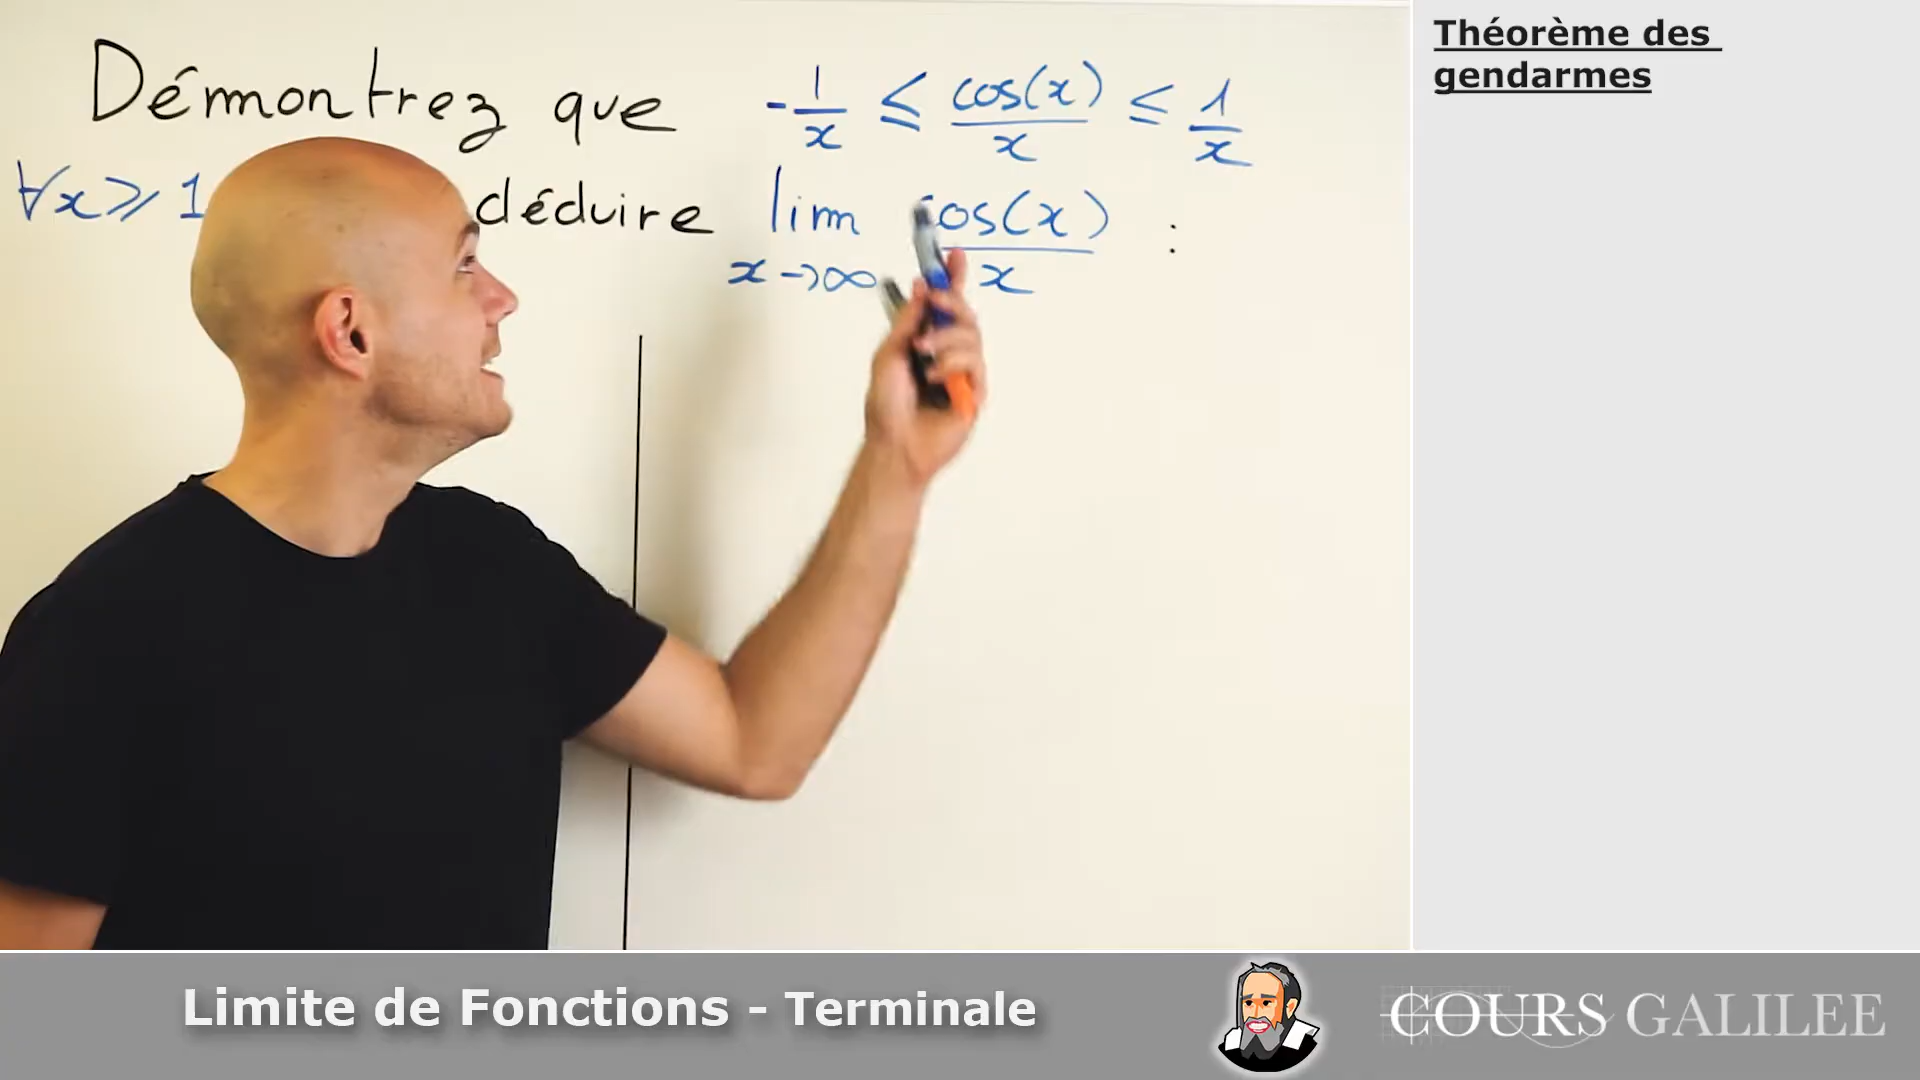 Démontrez que -1/x ≤ cos(x)/x ≤ 1/x
∀x ⩾ 1 déduire lim x→∞ cos(x)/x :
Théorème des
gendarmes
Limite de Fonctions - Terminale
COURS GALILEE